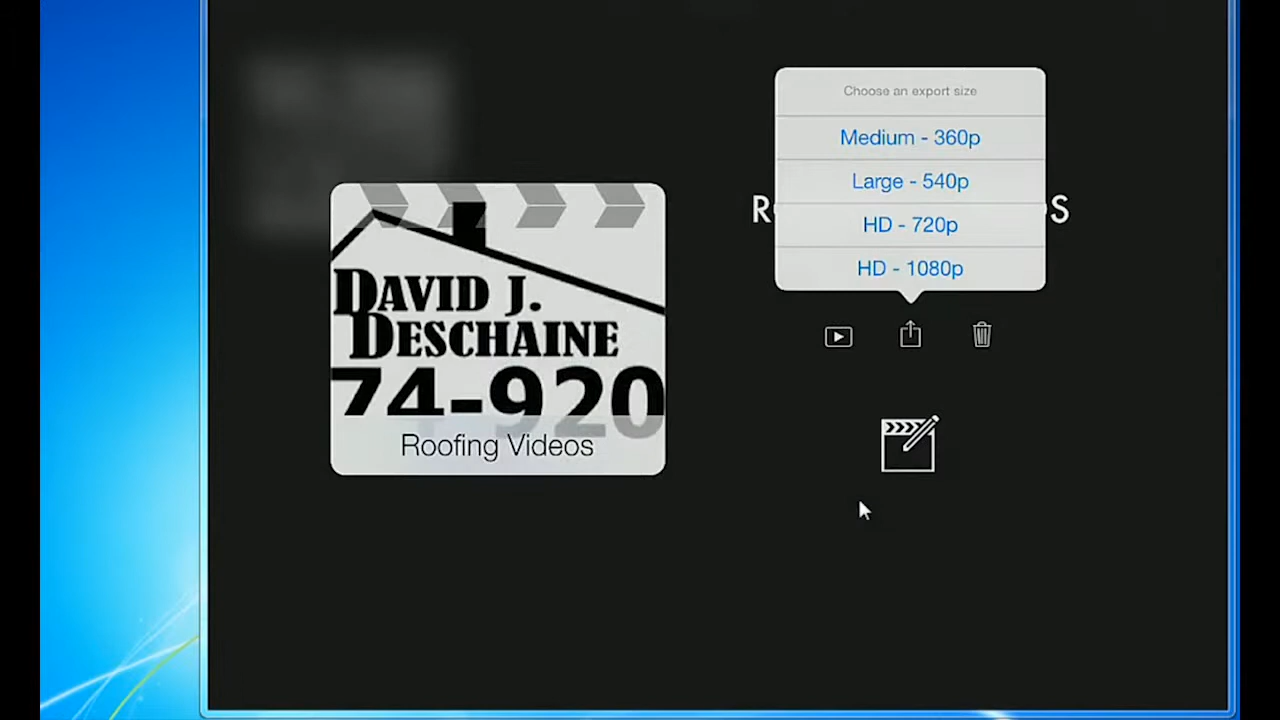 Choose an export size
Medium - 360p
Large - 540p
HD - 720p
HD - 1080p
DAVID J.
DESCHAINE
74-920
Roofing Videos